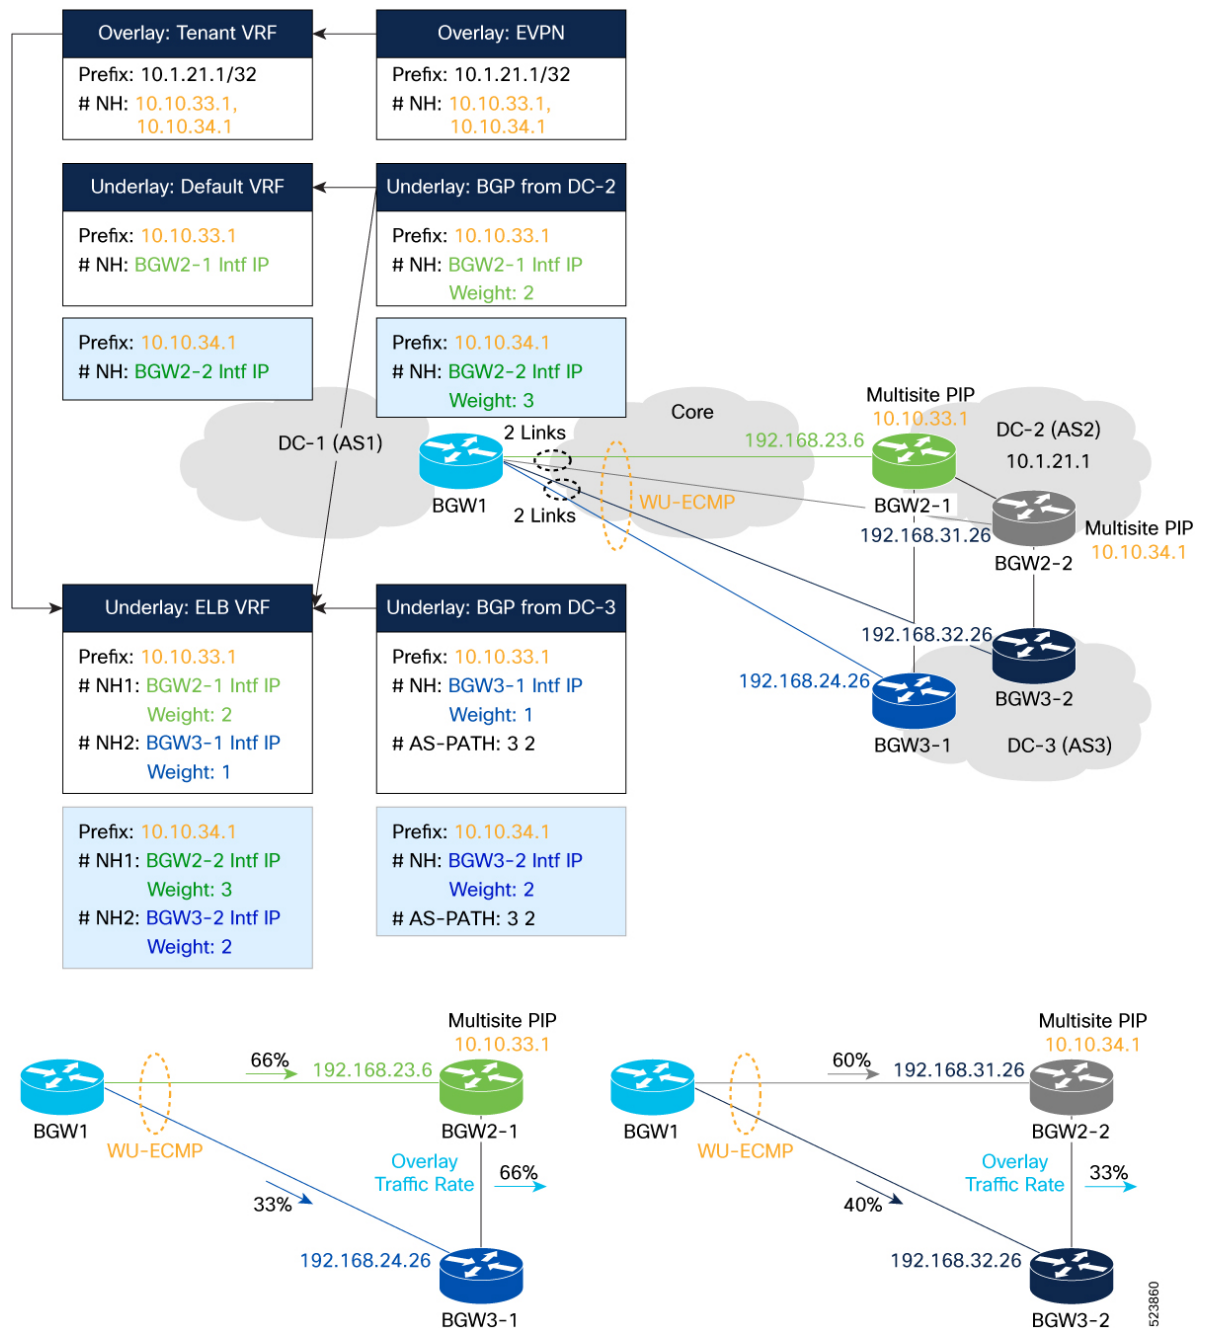 Overlay: Tenant VRF
Prefix: 10.1.21.1/32
# NH: 10.10.33.1,
10.10.34.1
Overlay: EVPN
Prefix: 10.1.21.1/32
# NH: 10.10.33.1,
10.10.34.1
Underlay: Default VRF
Prefix: 10.10.33.1
# NH: BGW2-1 Intf IP
Prefix: 10.10.34.1
# NH: BGW2-2 Intf IP
Underlay: BGP from DC-2
Prefix: 10.10.33.1
# NH: BGW2-1 Intf IP
Weight: 2
Prefix: 10.10.34.1
# NH: BGW2-2 Intf IP
Weight: 3
DC-1 (AS1)
BGW1
2 Links
2 Links
Core
WU-ECMP
192.168.23.6
Multisite PIP
10.10.33.1
BGW2-1
DC-2 (AS2)
10.1.21.1
192.168.31.26
Multisite PIP
10.10.34.1
BGW2-2
192.168.32.26
BGW3-2
192.168.24.26
BGW3-1
DC-3 (AS3)
Underlay: ELB VRF
Prefix: 10.10.33.1
# NH1: BGW2-1 Intf IP
Weight: 2
# NH2: BGW3-1 Intf IP
Weight: 1
Prefix: 10.10.34.1
# NH1: BGW2-2 Intf IP
Weight: 3
# NH2: BGW3-2 Intf IP
Weight: 2
Underlay: BGP from DC-3
Prefix: 10.10.33.1
# NH: BGW3-1 Intf IP
Weight: 1
# AS-PATH: 3 2
Prefix: 10.10.34.1
# NH: BGW3-2 Intf IP
Weight: 2
# AS-PATH: 3 2
Multisite PIP
10.10.33.1
66%
192.168.23.6
BGW1
BGW2-1
WU-ECMP
Overlay
Traffic Rate
66%
33%
192.168.24.26
BGW3-1
Multisite PIP
10.10.34.1
60%
192.168.31.26
BGW1
BGW2-2
WU-ECMP
Overlay
Traffic Rate
33%
40%
192.168.32.26
BGW3-2
523860